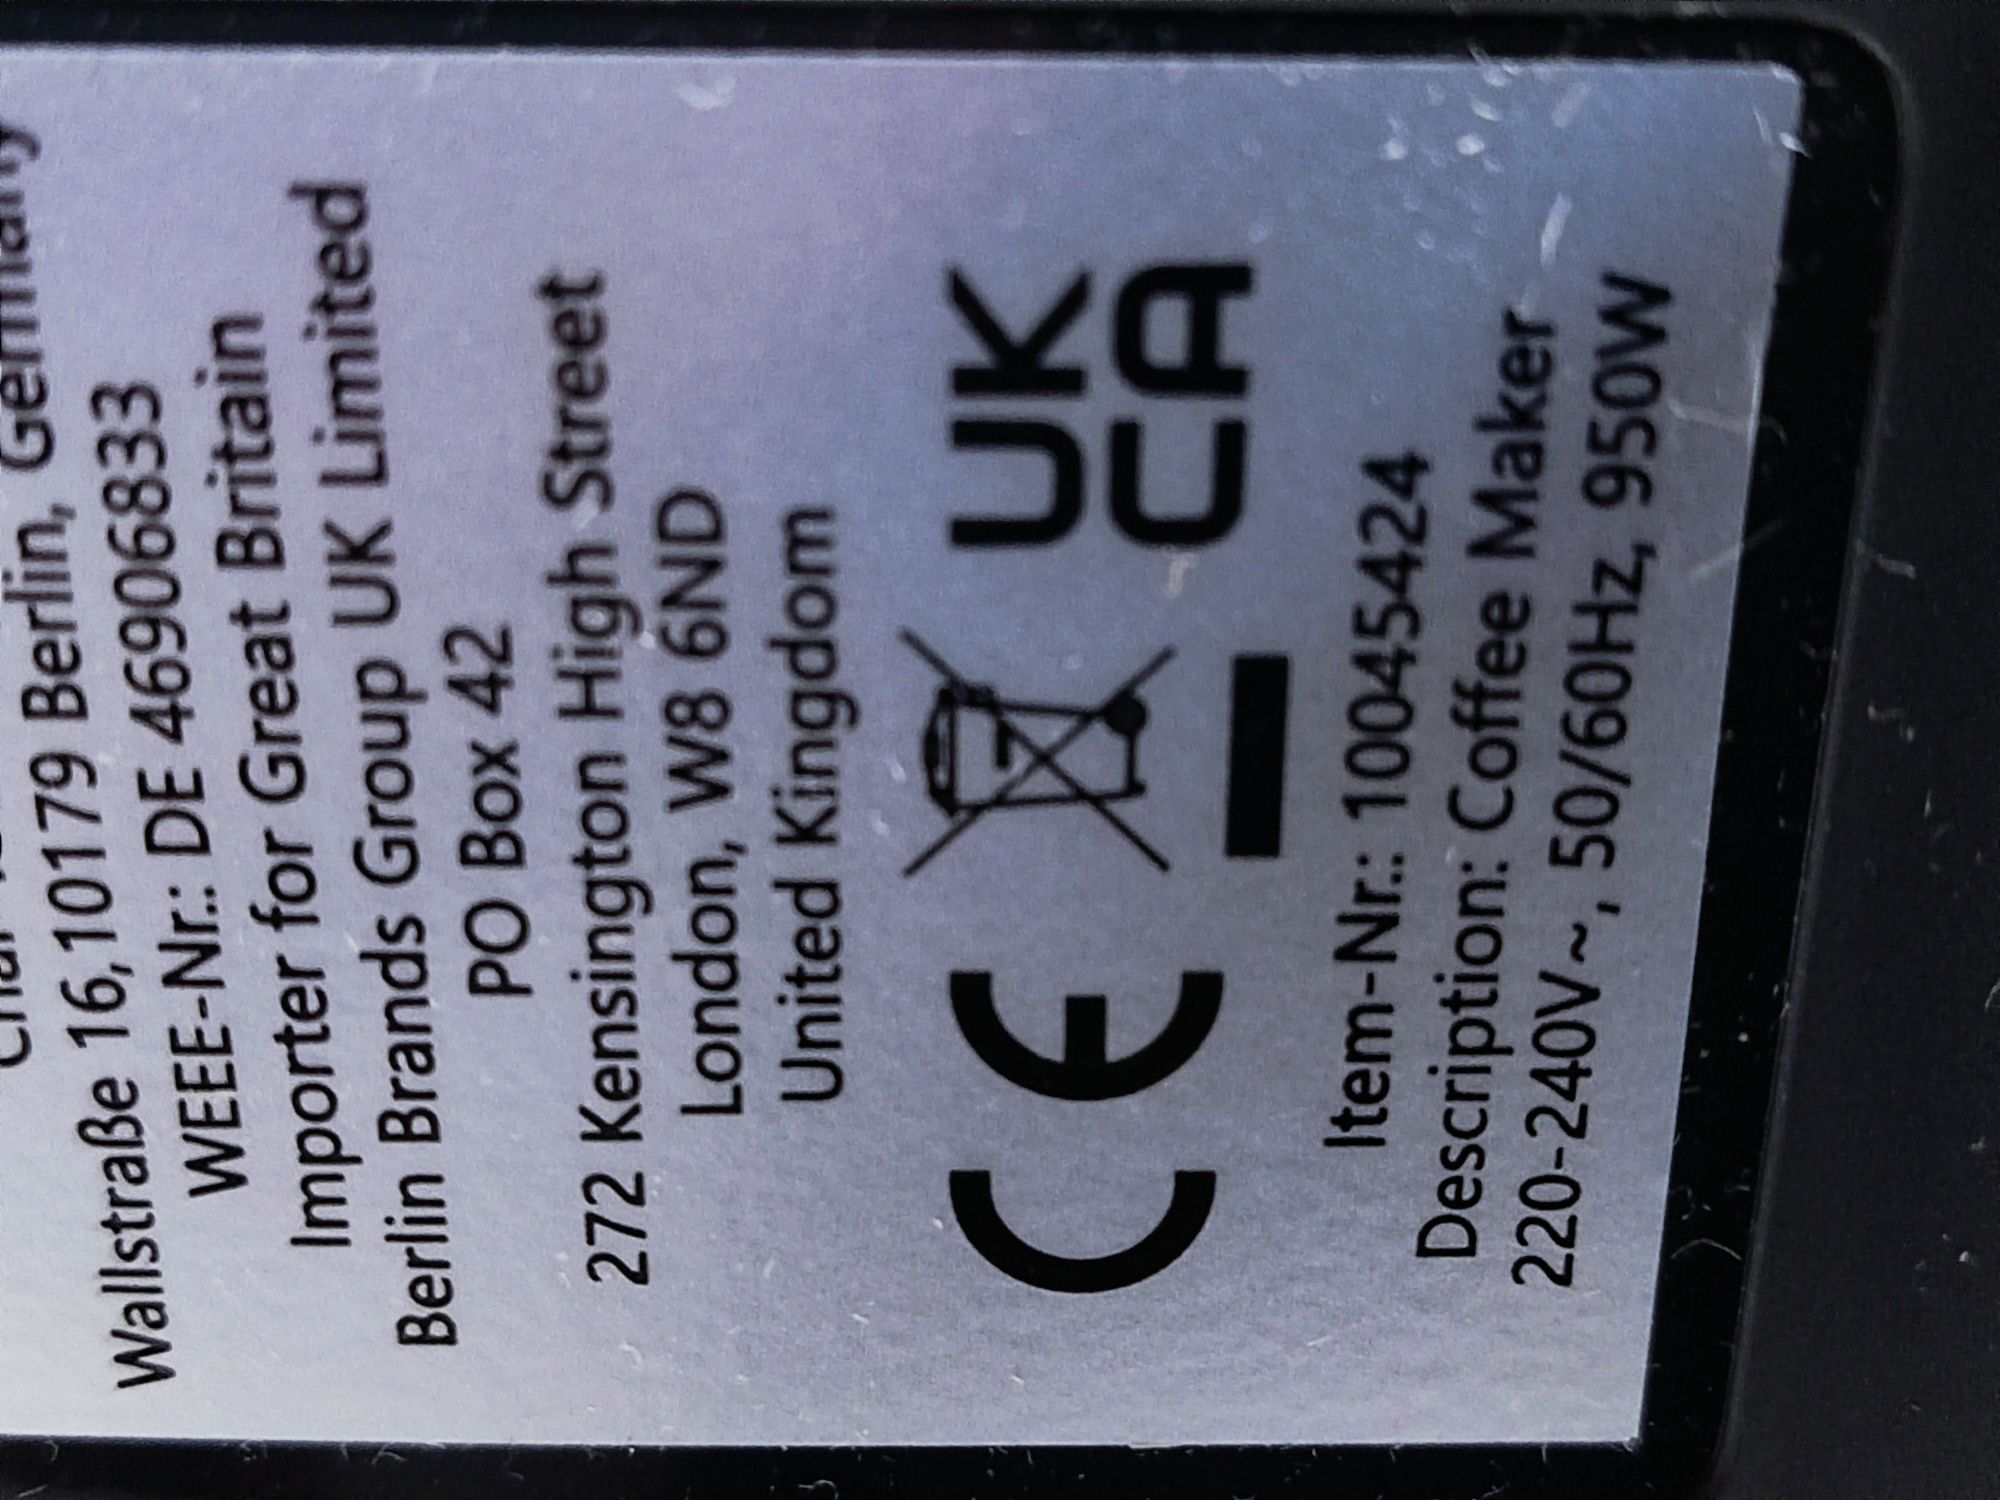 Wallstraße 16,10179 Berlin, Germany
WEEE-Nr.: DE 46906833
Importer for Great Britain
Berlin Brands Group UK Limited
PO Box 42
272 Kensington High Street
London, W8 6ND
United Kingdom
CE
UK
CA
Item-Nr.: 10045424
Description: Coffee Maker
220-240V~, 50/60Hz, 950W